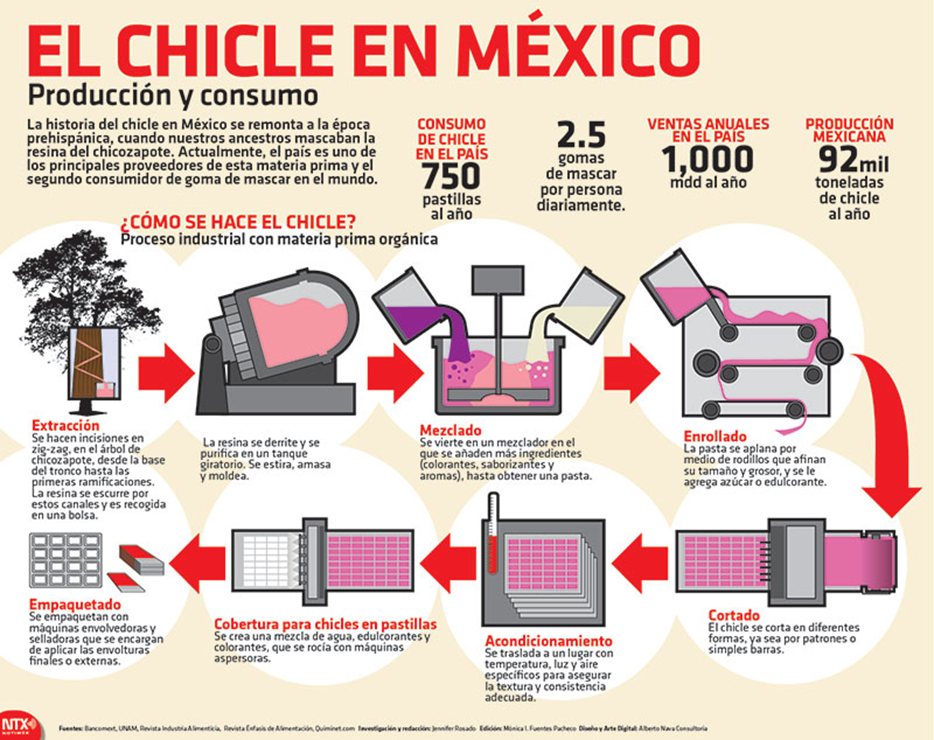 EL CHICLE EN MÉXICO
Producción y consumo
La historia del chicle en México se remonta a la época
prehispánica, cuando nuestros ancestros mascaban la
resina del chicozapote. Actualmente, el país es uno de
los principales proveedores de esta materia prima y el
segundo consumidor de goma de mascar en el mundo.
CONSUMO
DE CHICLE
EN EL PAÍS
750
pastillas
al año
2.5
gomas
de mascar
por persona
diariamente.
VENTAS ANUALES
EN EL PAÍS
1,000
mdd al año
PRODUCCIÓN
MEXICANA
92mil
toneladas
de chicle
al año
¿CÓMO SE HACE EL CHICLE?
Proceso industrial con materia prima orgánica
Extracción
Se hacen incisiones en
zig-zag, en el árbol de
chicozapote, desde la base
del tronco hasta las
primeras ramificaciones.
La resina se escurre por
estos canales y es recogida
en una bolsa.
La resina se derrite y se
purifica en un tanque
giratorio. Se estira, amasa
y moldea.
Mezclado
Se vierte en un mezclador en el
que se añaden más ingredientes
(colorantes, saborizantes y
aromas), hasta obtener una pasta.
Enrollado
La pasta se aplana por
medio de rodillos que afinan
su tamaño y grosor, y se le
agrega azúcar o edulcorante.
Cortado
El chicle se corta en diferentes
formas, ya sea por patrones o
simples barras.
Acondicionamiento
Se traslada a un lugar con
temperatura, luz y aire
específicos para asegurar
la textura y consistencia
adecuada.
Cobertura para chicles en pastillas
Se crea una mezcla de agua, edulcorantes y
colorantes, que se rocía con máquinas
aspersoras.
Empaquetado
Se empaquetan con
máquinas envolvedoras y
selladoras que se encargan
de aplicar las envolturas
finales o externas.
NTX
NOTIMEX
Fuentes: Bancomext, UNAM, Revista Industria Alimenticia, Revista Énfasis de Alimentación, Quiminet.com Investigación y redacción: Jennifer Rosado Edición: Mónica I. Fuentes Pacheco Diseño y Arte Digital: Alberto Nava Consultoría